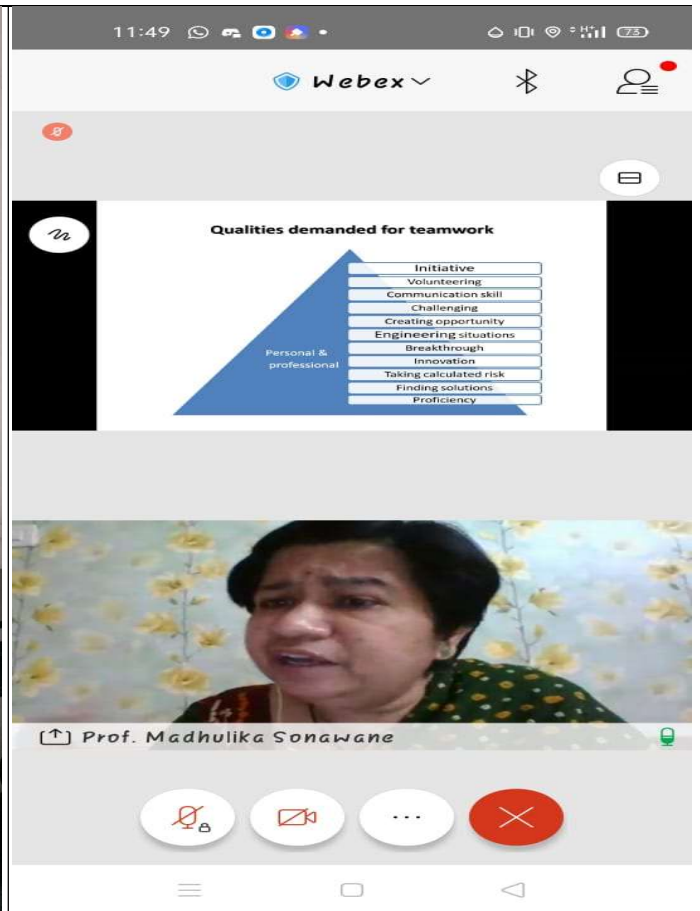 11:49
73
Webex
Qualities demanded for teamwork
Initiative
Volunteering
Communication skill
Challenging
Creating opportunity
Engineering situations
Personal &
professional
Breakthrough
Innovation
Taking calculated risk
Finding solutions
Proficiency
Prof. Madhulika Sonawane